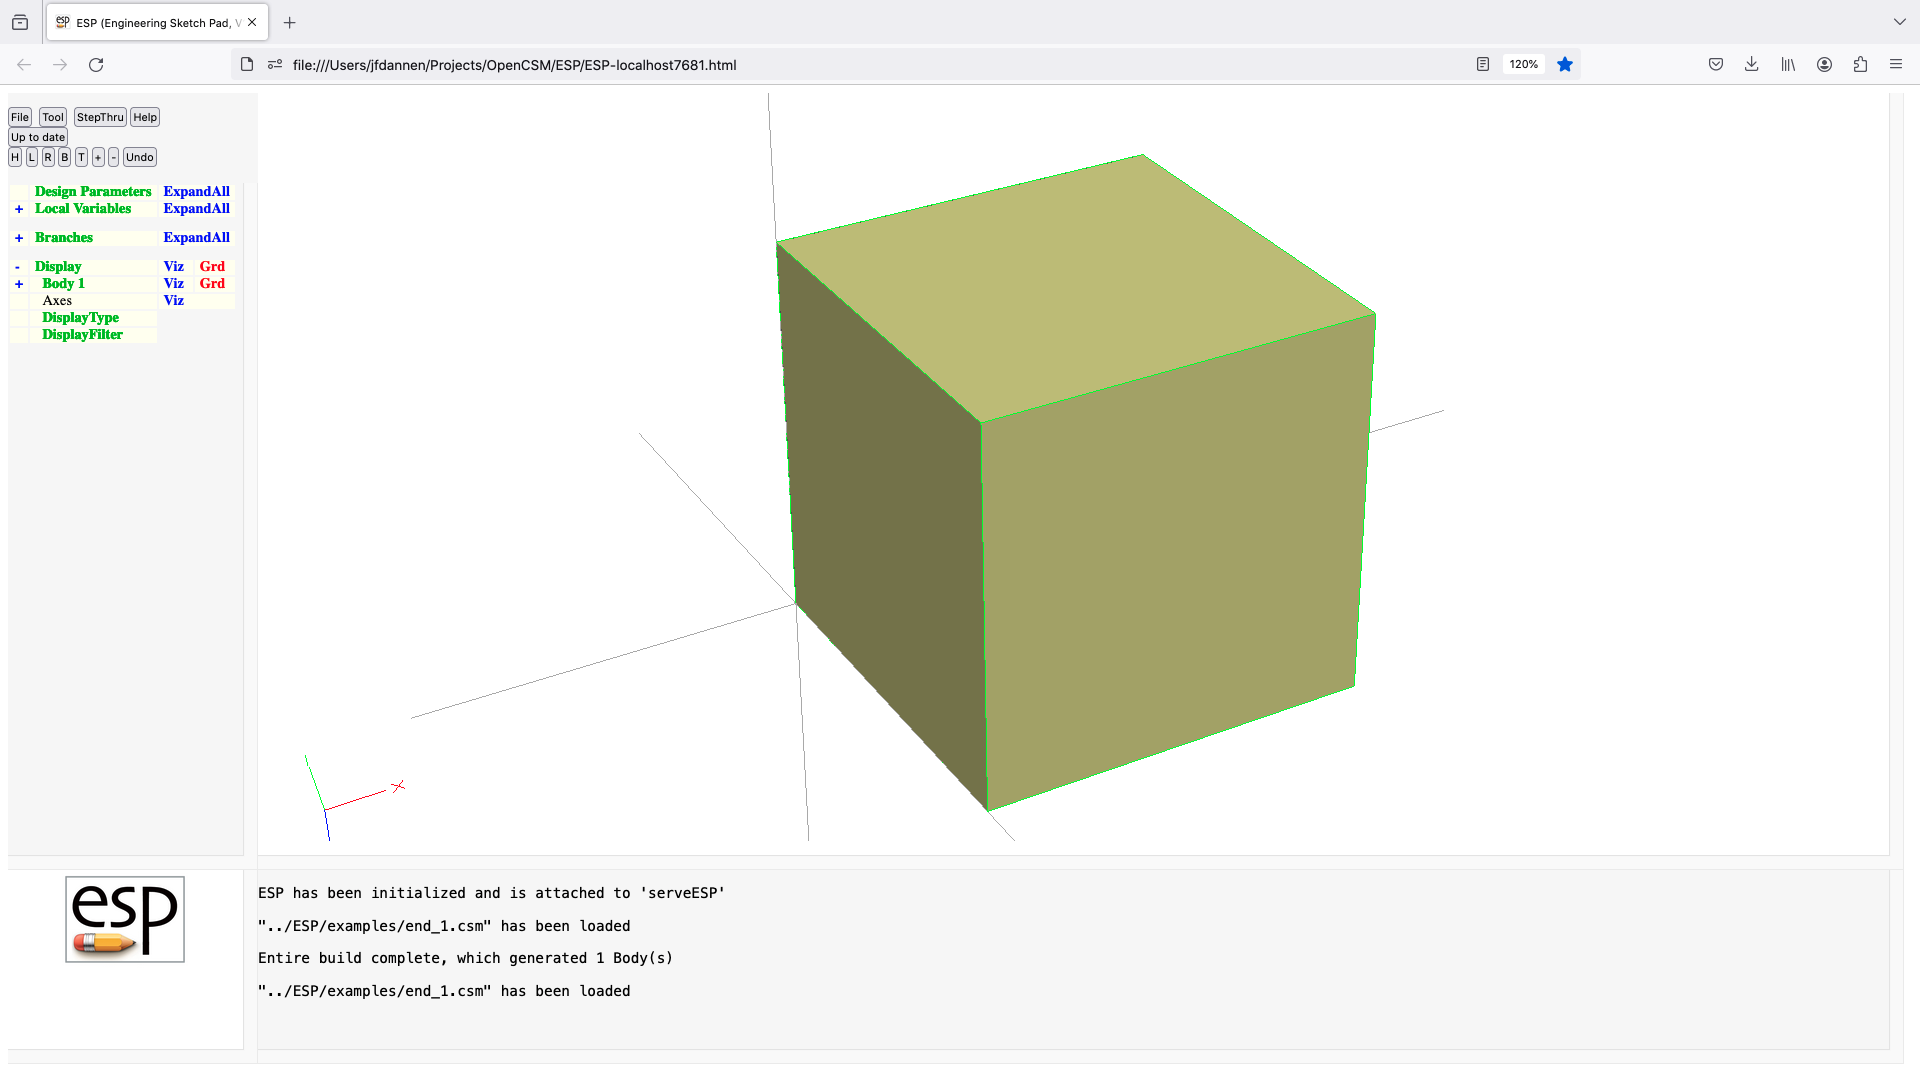 ESP (Engineering Sketch Pad, V
file:///Users/jfdannen/Projects/OpenCSM/ESP/ESP-localhost7681.html
120%
File Tool StepThru Help
Up to date
H L R B T + - Undo
Design Parameters ExpandAll
+ Local Variables ExpandAll
+ Branches ExpandAll
- Display Viz Grd
+ Body 1 Viz Grd
Axes Viz
DisplayType
DisplayFilter
X
esp
ESP has been initialized and is attached to 'serveESP'
"../ESP/examples/end_1.csm" has been loaded
Entire build complete, which generated 1 Body(s)
"../ESP/examples/end_1.csm" has been loaded